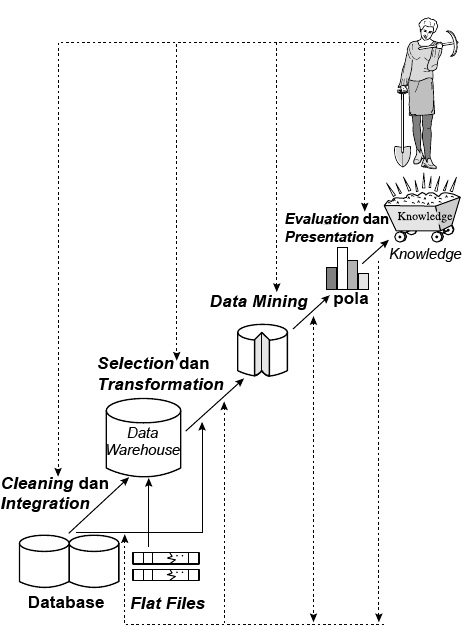 Evaluation dan
Presentation
Knowledge
Knowledge
pola
Data Mining
Selection dan
Transformation
Data
Warehouse
Cleaning dan
Integration
Database
Flat Files